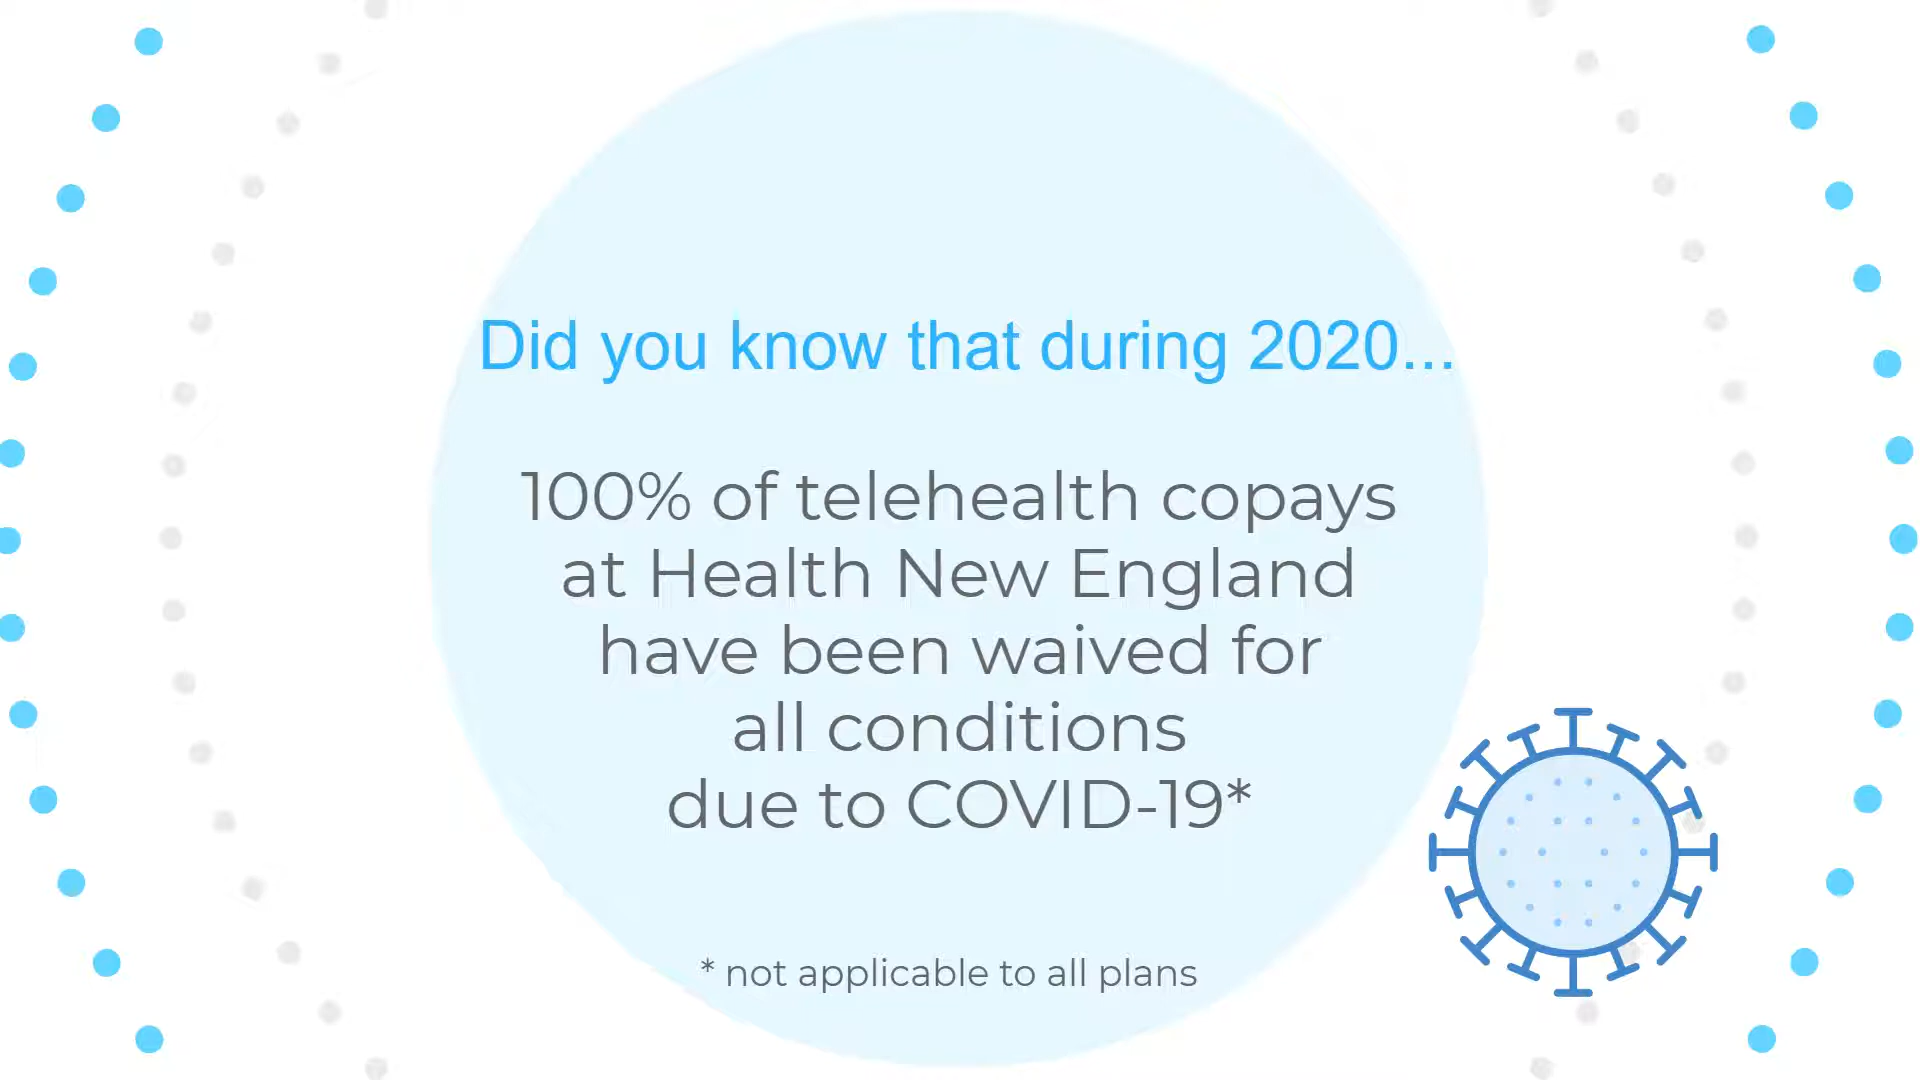 Did you know that during 2020...
100% of telehealth copays
at Health New England
have been waived for
all conditions
due to COVID-19*
* not applicable to all plans